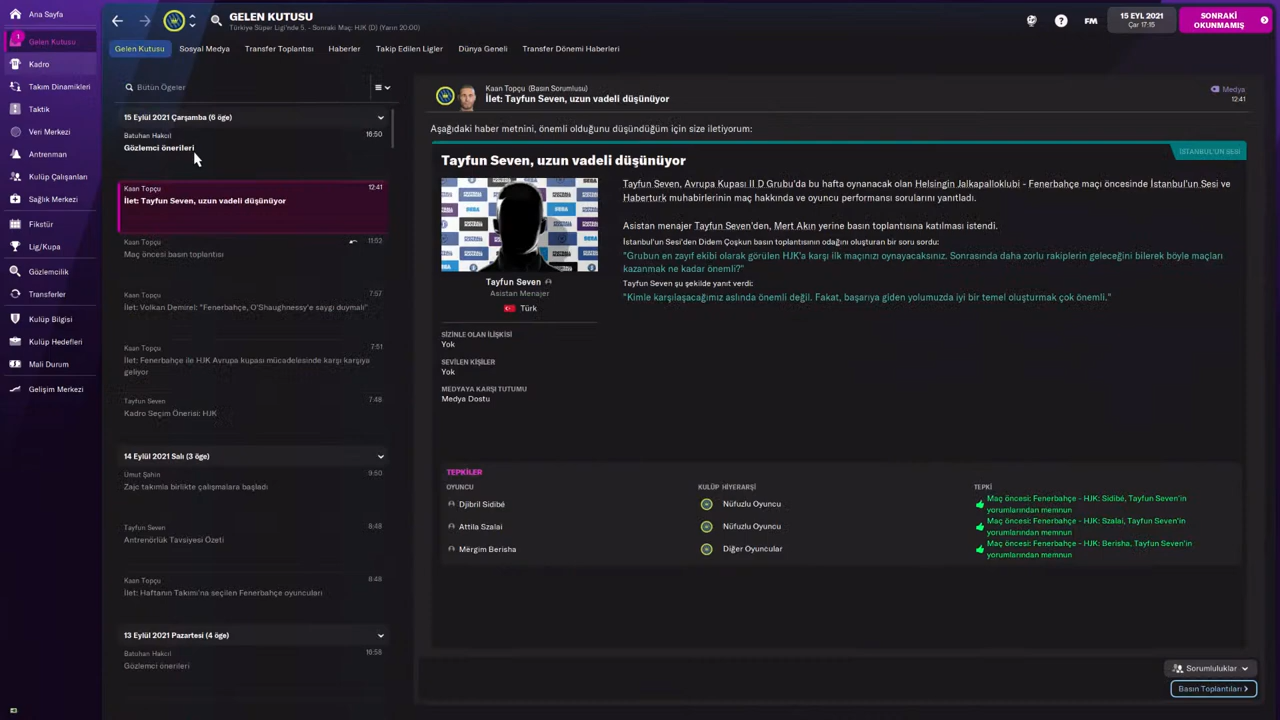 Ana Sayfa
1
Gelen Kutusu
Kadro
Takım Dinamikleri
Taktik
Veri Merkezi
Antrenman
Kulüp Çalışanları
Sağlık Merkezi
Fikstür
Lig/Kupa
Gözlemcilik
Transferler
Kulüp Bilgisi
Kulüp Hedefleri
Mali Durum
Gelişim Merkezi
GELEN KUTUSU
Türkiye Süper Ligi'nde 5. - Sonraki Maç: HJK (D) (Yarın 20:00)
FM
15 EYL 2021
Çar 17:15
SONRAKİ
OKUNMAMIŞ
Gelen Kutusu
Sosyal Medya
Transfer Toplantısı
Haberler
Takip Edilen Ligler
Dünya Geneli
Transfer Dönemi Haberleri
Bütün Ögeler
15 Eylül 2021 Çarşamba (6 öge)
Batuhan Hakcıl 16:50
Gözlemci önerileri
Kaan Topçu 12:41
İlet: Tayfun Seven, uzun vadeli düşünüyor
Kaan Topçu 11:53
Maç öncesi basın toplantısı
Kaan Topçu 7:57
İlet: Volkan Demirel: "Fenerbahçe, O'Shaughnessy'e saygı duymalı"
Kaan Topçu 7:51
İlet: Fenerbahçe ile HJK Avrupa kupası mücadelesinde karşı karşıya
geliyor
Tayfun Seven 7:48
Kadro Seçim Önerisi: HJK
14 Eylül 2021 Salı (3 öge)
Umut Şahin 9:50
Zajc takımla birlikte çalışmalara başladı
Tayfun Seven 8:48
Antrenörlük Tavsiyesi Özeti
Kaan Topçu 8:48
İlet: Haftanın Takımı'na seçilen Fenerbahçe oyuncuları
13 Eylül 2021 Pazartesi (4 öge)
Batuhan Hakcıl 16:58
Gözlemci önerileri
Kaan Topçu (Basın Sorumlusu)
İlet: Tayfun Seven, uzun vadeli düşünüyor
Medya
12:41
Aşağıdaki haber metnini, önemli olduğunu düşündüğüm için size iletiyorum:
İSTANBUL'UN SESİ
Tayfun Seven, uzun vadeli düşünüyor
Tayfun Seven, Avrupa Kupası II D Grubu'da bu hafta oynanacak olan Helsingin Jalkapalloklubi - Fenerbahçe maçı öncesinde İstanbul'un Sesi ve
Haberturk muhabirlerinin maç hakkında ve oyuncu performansı sorularını yanıtladı.
Asistan menajer Tayfun Seven'den, Mert Akın yerine basın toplantısına katılması istendi.
İstanbul'un Sesi'den Didem Çoşkun basın toplantısının odağını oluşturan bir soru sordu:
"Grubun en zayıf ekibi olarak görülen HJK'a karşı ilk maçınızı oynayacaksınız. Sonrasında daha zorlu rakiplerin geleceğini bilerek böyle maçları
kazanmak ne kadar önemli?"
Tayfun Seven şu şekilde yanıt verdi:
"Kimle karşılaşacağımız aslında önemli değil. Fakat, başarıya giden yolumuzda iyi bir temel oluşturmak çok önemli."
Tayfun Seven
Asistan Menajer
Türk
SİZİNLE OLAN İLİŞKİSİ
Yok
SEVİLEN KİŞİLER
Yok
MEDYAYA KARŞI TUTUMU
Medya Dostu
TEPKİLER
OYUNCU KULÜP HİYERARŞİ TEPKİ
Djibril Sidibé Nüfuzlu Oyuncu Maç öncesi: Fenerbahçe - HJK: Sidibé, Tayfun Seven'in
yorumlarından memnun
Attila Szalai Nüfuzlu Oyuncu Maç öncesi: Fenerbahçe - HJK: Szalai, Tayfun Seven'in
yorumlarından memnun
Mërgim Berisha Diğer Oyuncular Maç öncesi: Fenerbahçe - HJK: Berisha, Tayfun Seven'in
yorumlarından memnun
Sorumluluklar
Basın Toplantıları